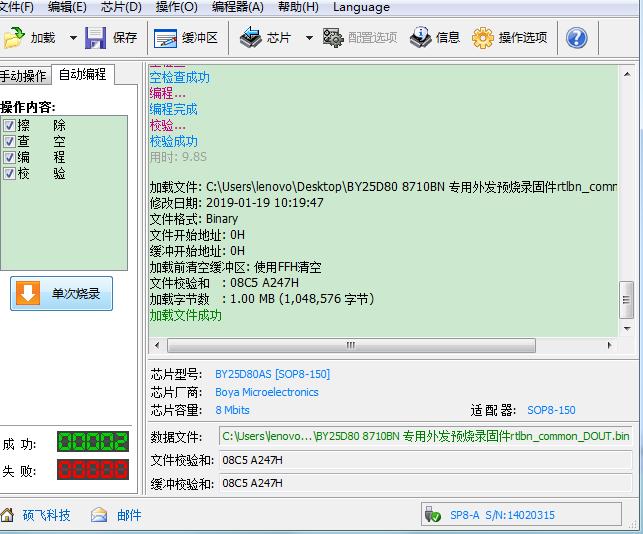 文件(F) 编辑(E) 芯片(D) 操作(O) 编程器(A) 帮助(H) Language
加载 保存 缓冲区 芯片 配置选项 信息 操作选项
手动操作 自动编程
操作内容:
擦 除
查 空
编 程
校 验
单次烧录
成 功: 00002
失 败: 00000
空检查成功
编程...
编程完成
校验...
校验成功
用时: 9.8S
加载文件: C:\Users\lenovo\Desktop\BY25D80 8710BN 专用外发预烧录固件rtlbn_comm
修改日期: 2019-01-19 10:19:47
文件格式: Binary
文件开始地址: 0H
缓冲开始地址: 0H
加载前清空缓冲区: 使用FFH清空
文件校验和 : 08C5 A247H
加载字节数 : 1.00 MB (1,048,576 字节)
加载文件成功
芯片型号: BY25D80AS [SOP8-150]
芯片厂商: Boya Microelectronics
芯片容量: 8 Mbits 适 配 器: SOP8-150
数据文件: C:\Users\lenovo...\BY25D80 8710BN 专用外发预烧录固件rtlbn_common_DOUT.bin
文件校验和: 08C5 A247H
缓冲校验和: 08C5 A247H
硕飞科技 邮件 SP8-A S/N:14020315